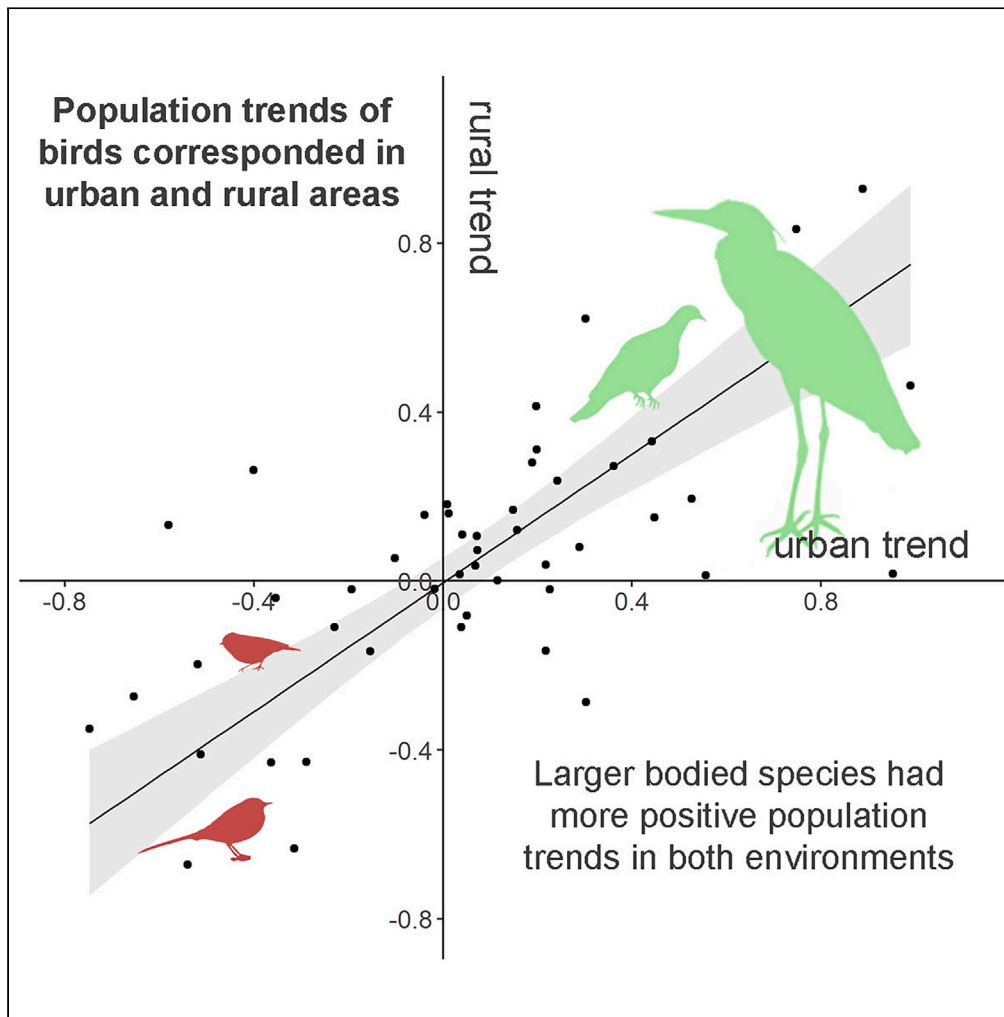 Population trends of
birds corresponded in
urban and rural areas
rural trend
0.8
0.4
urban trend
0.0
-0.8
-0.4
0.0
0.4
0.8
-0.4
Larger bodied species had
more positive population
trends in both environments
-0.8